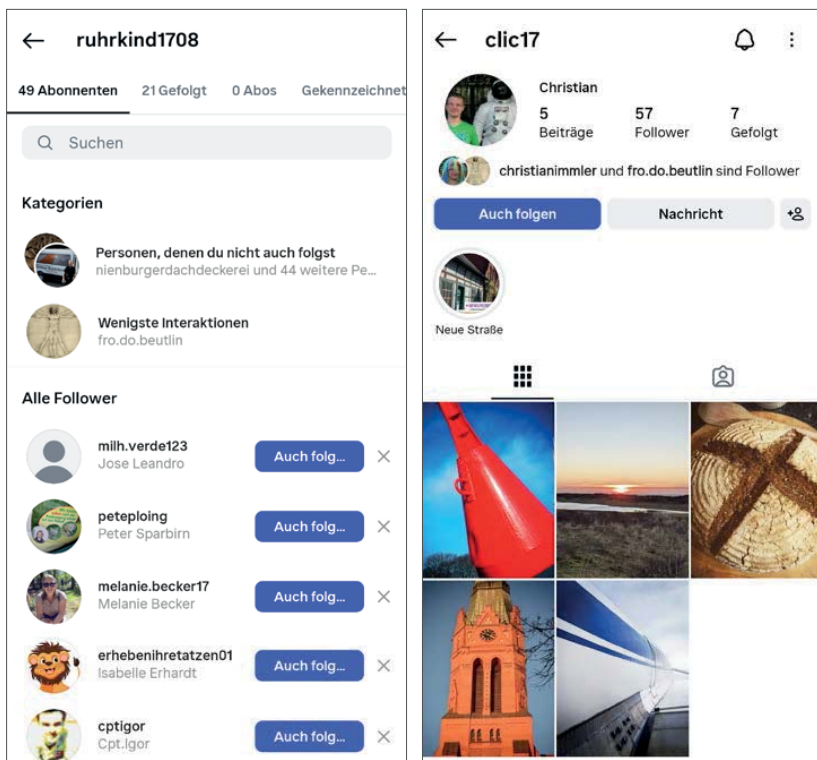 ruhrkind1708
49 Abonnenten 21 Gefolgt 0 Abos Gekennzeichnet
Suchen
Kategorien
Personen, denen du nicht auch folgst
nienburgerdachdeckerei und 44 weitere Pe...
Wenigste Interaktionen
fro.do.beutlin
Alle Follower
milh.verde123
Jose Leandro
Auch folg...
peteploing
Peter Sparbirn
Auch folg...
melanie.becker17
Melanie Becker
Auch folg...
erhebenihretatzen01
Isabelle Erhardt
Auch folg...
cptigor
Cpt.Igor
Auch folg...
clic17
Christian
5 57 7
Beiträge Follower Gefolgt
christianimmler und fro.do.beutlin sind Follower
Auch folgen Nachricht
Neue Straße